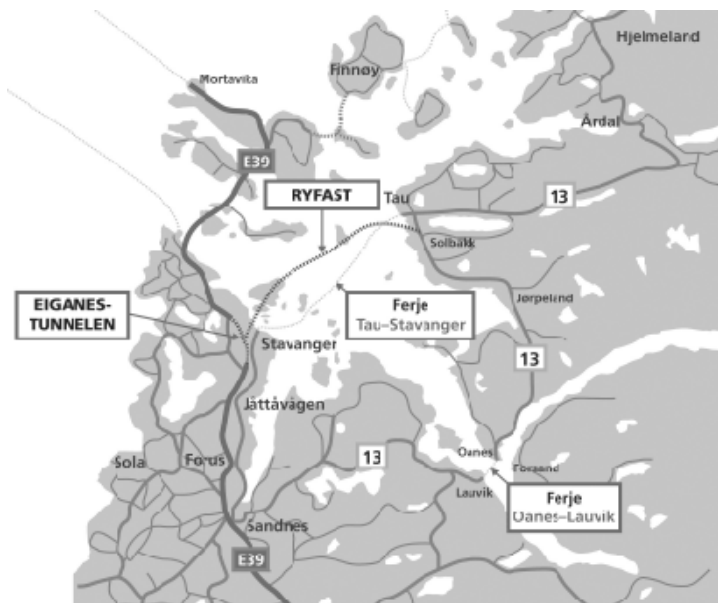 Hjelmeland
Finnøy
Mortavika
Årdal
E39
RYFAST
Tau
13
Solbakk
EIGANES-
TUNNELEN
Ferje
Tau–Stavanger
Jørpeland
Stavanger
13
Jåttåvågen
Oanes
Forsand
Sola
Forus
13
Lauvik
Ferje
Oanes–Lauvik
Sandnes
E39